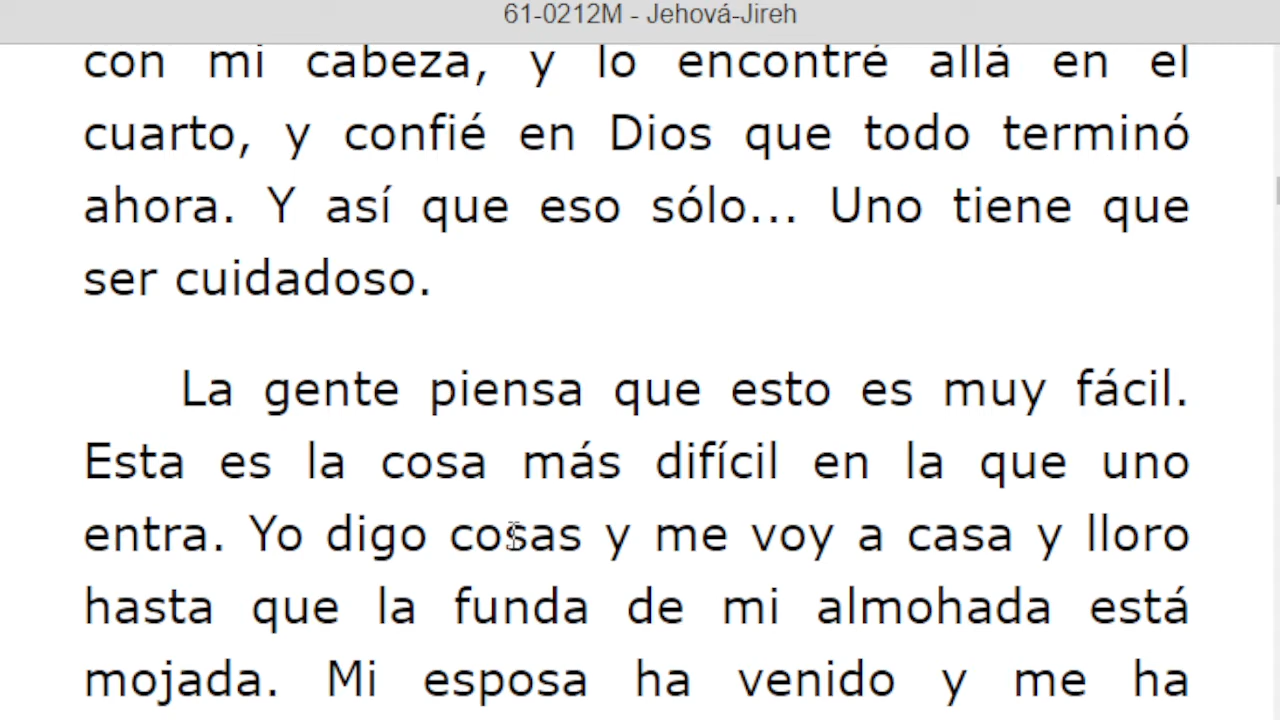 61-0212M - Jehová-Jireh
con mi cabeza, y lo encontré allá en el
cuarto, y confié en Dios que todo terminó
ahora. Y así que eso sólo... Uno tiene que
ser cuidadoso.
La gente piensa que esto es muy fácil.
Esta es la cosa más difícil en la que uno
entra. Yo digo cosas y me voy a casa y lloro
hasta que la funda de mi almohada está
mojada. Mi esposa ha venido y me ha